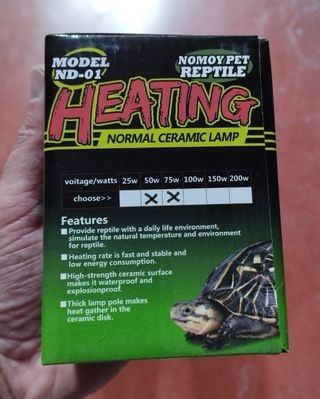 MODEL
ND-01
NOMOY PET
REPTILE
HEATING
NORMAL CERAMIC LAMP
voitage/watts 25w 50w 75w 100w 150w 200w
choose>>
Features
Provide reptile with a daily life environment,
simulate the natural temperature and environment
for reptile.
Heating rate is fast and stable and
low energy consumption.
High-strength ceramic surface
makes it waterproof and
explosionproof.
Thick lamp pole makes
heat gather in the
ceramic disk.